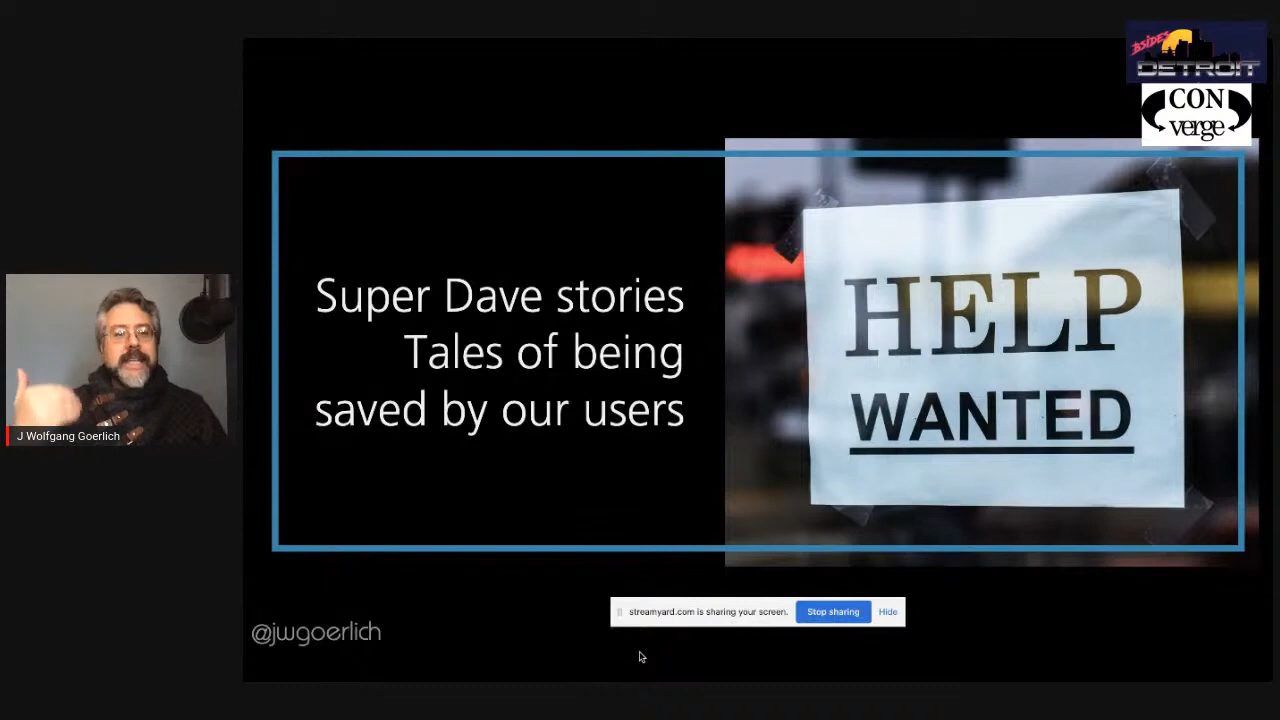 BSIDES
DETROIT
CON
verge
Super Dave stories
Tales of being
saved by our users
HELP
WANTED
J Wolfgang Goerlich
streamyard.com is sharing your screen.
Stop sharing
Hide
@jwgoerlich